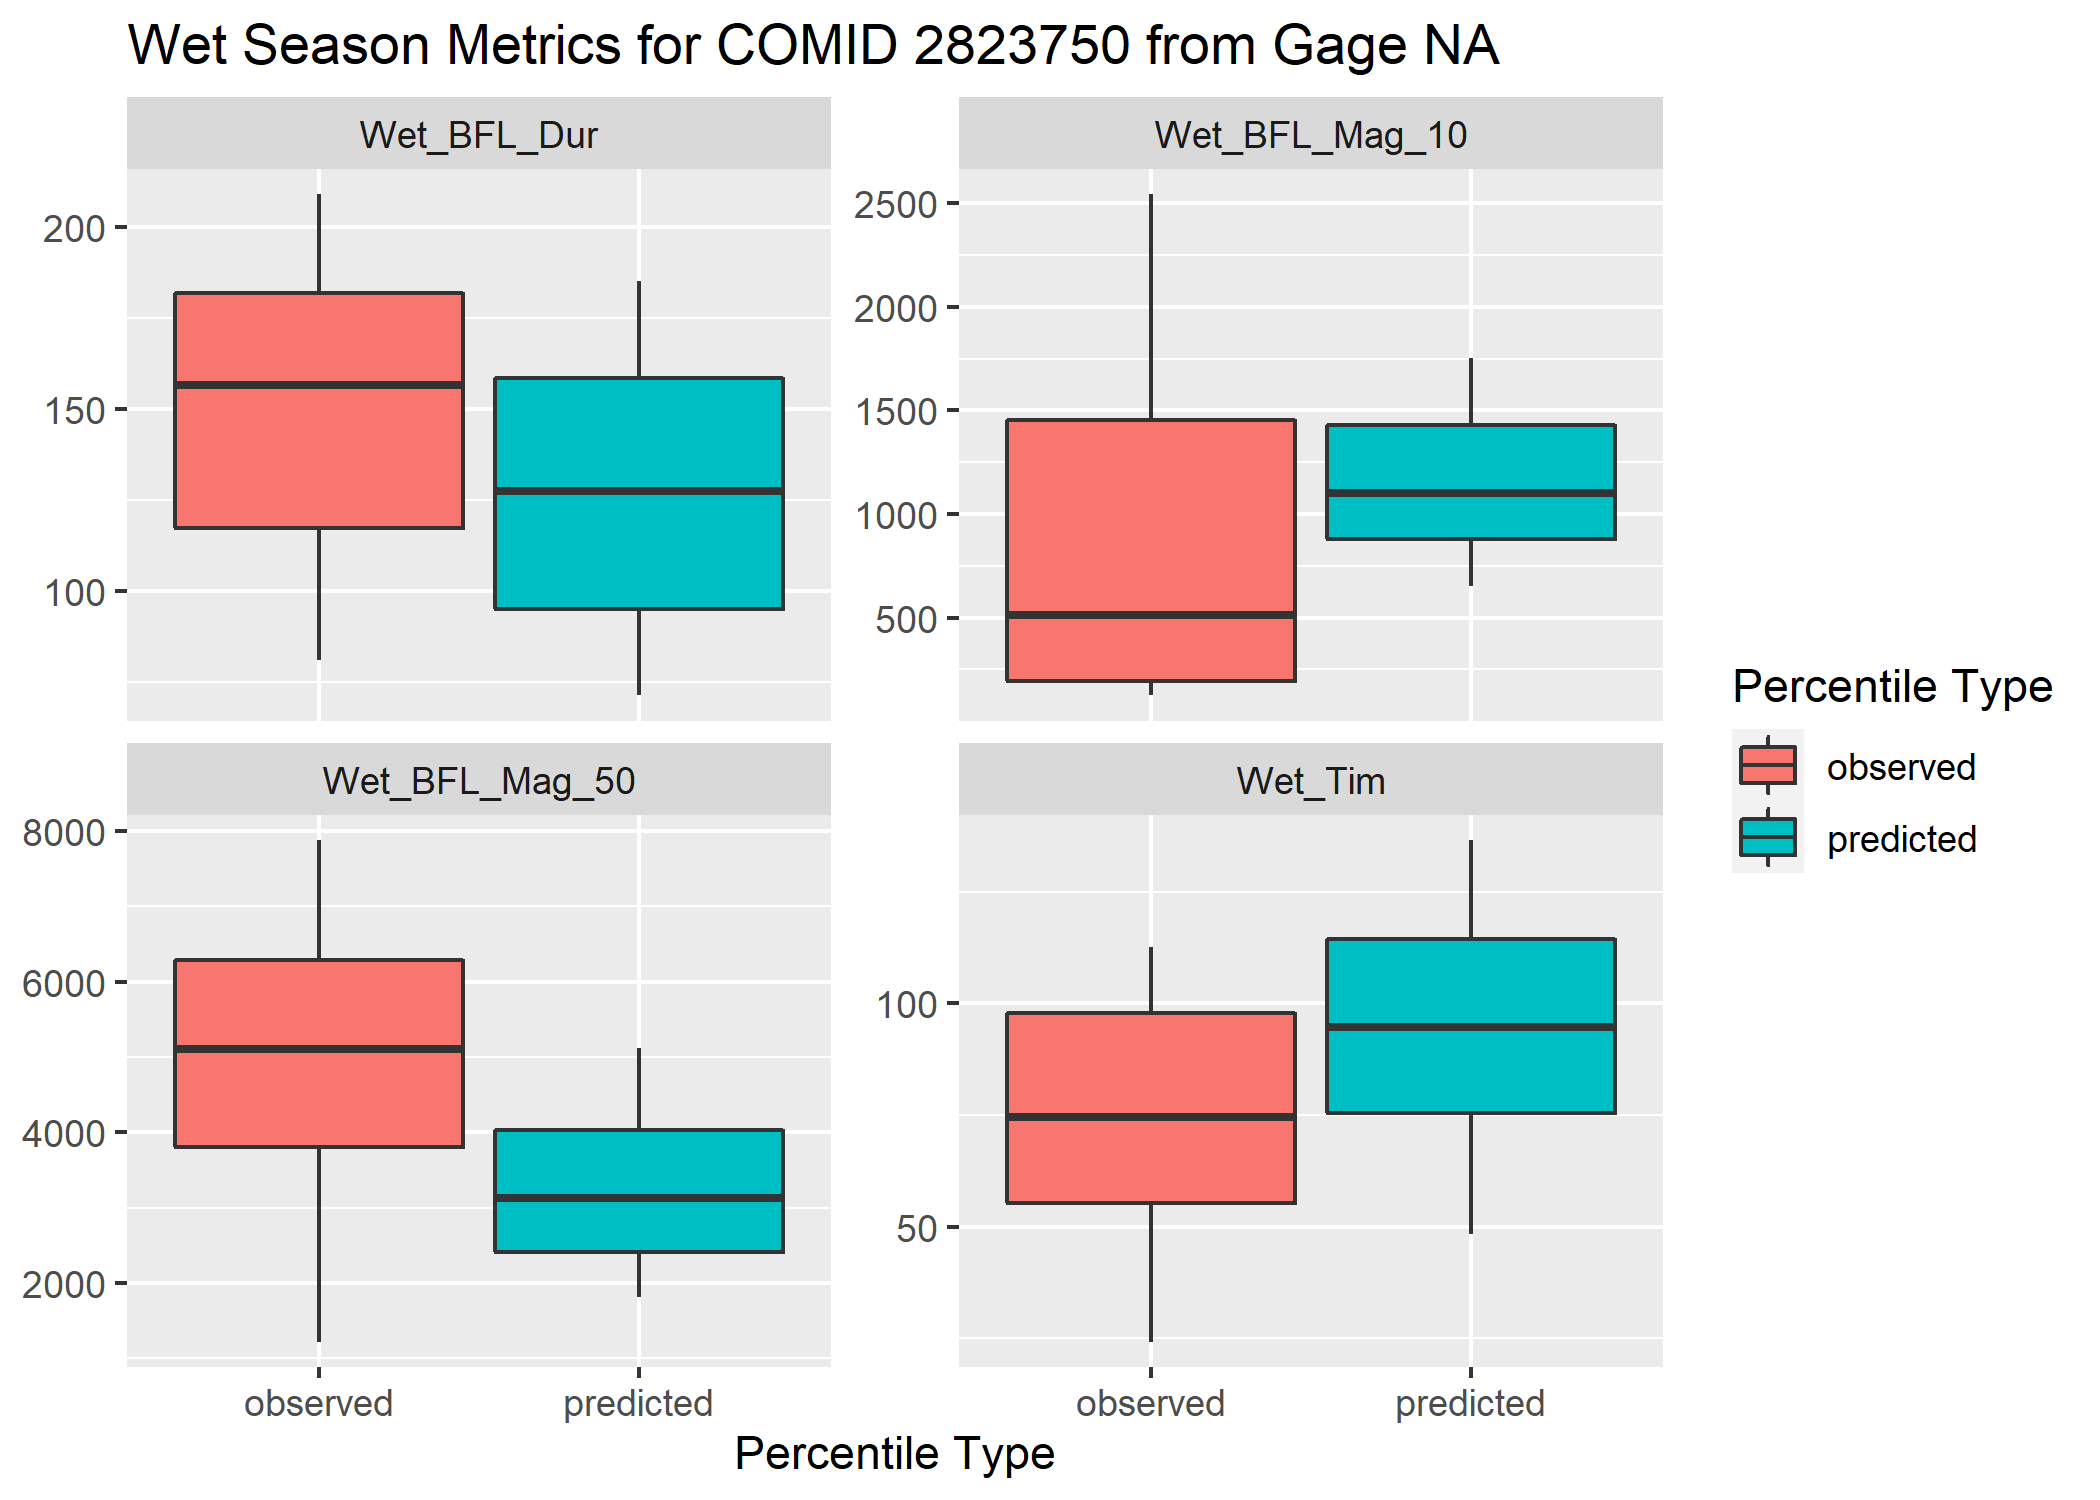 Wet Season Metrics for COMID 2823750 from Gage NA
Wet_BFL_Dur
Wet_BFL_Mag_10
200
150
100
2500
2000
1500
1000
500
Wet_BFL_Mag_50
Wet_Tim
8000
6000
4000
2000
100
50
observed
predicted
observed
predicted
Percentile Type
Percentile Type
observed
predicted